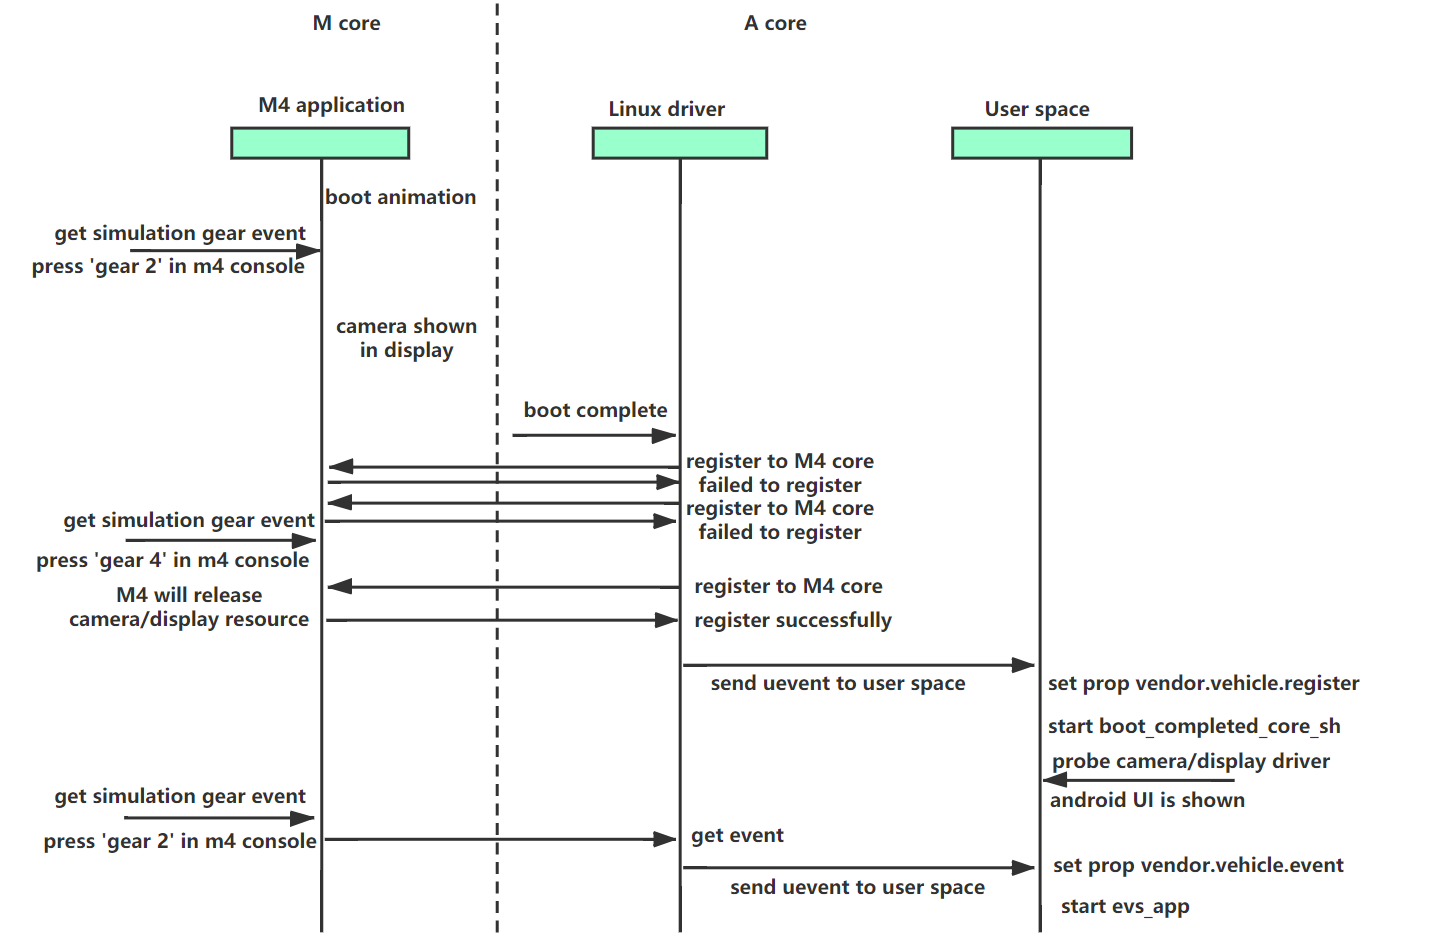 M core
A core
M4 application
Linux driver
User space
boot animation
get simulation gear event
press 'gear 2' in m4 console
camera shown
in display
boot complete
register to M4 core
failed to register
register to M4 core
failed to register
get simulation gear event
press 'gear 4' in m4 console
register to M4 core
M4 will release
camera/display resource
register successfully
send uevent to user space
set prop vendor.vehicle.register
start boot_completed_core_sh
probe camera/display driver
android UI is shown
get simulation gear event
press 'gear 2' in m4 console
get event
set prop vendor.vehicle.event
send uevent to user space
start evs_app